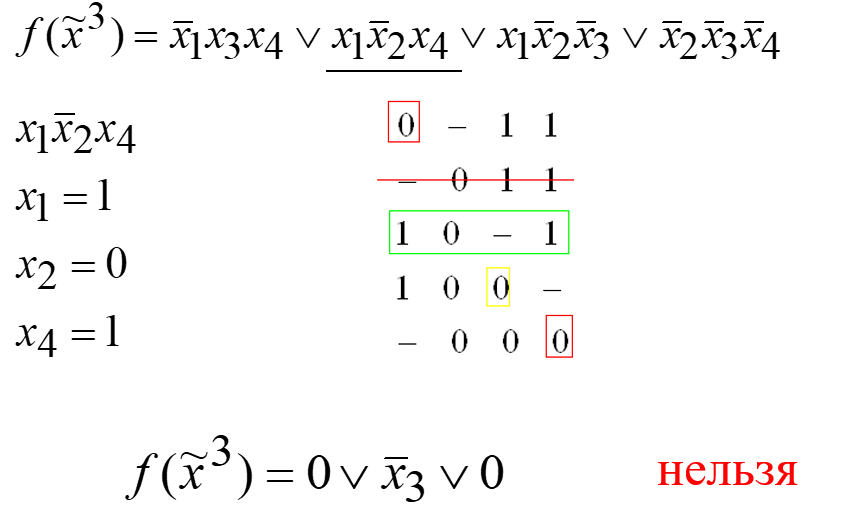 f(x̃³) = x̄₁x₃x₄ ∨ x₁x̄₂x₄ ∨ x₁x̄₂x̄₃ ∨ x̄₂x̄₃x̄₄
x₁x̄₂x₄
x₁ = 1
x₂ = 0
x₄ = 1
0 – 1 1
– 0 1 1
1 0 – 1
1 0 0 –
– 0 0 0
f(x̃³) = 0 ∨ x̄₃ ∨ 0
нельзя